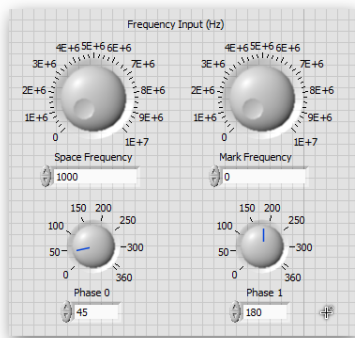 Frequency Input (Hz)
4E+6 5E+6 6E+6 4E+6 5E+6 6E+6
3E+6 7E+6 3E+6 7E+6
2E+6 8E+6 2E+6 8E+6
1E+6 9E+6 1E+6 9E+6
0 1E+7 0 1E+7
Space Frequency Mark Frequency
1000 0
150 200 150 200
100 250 100 250
50 300 50 300
0 360 0 360
Phase 0 Phase 1
45 180